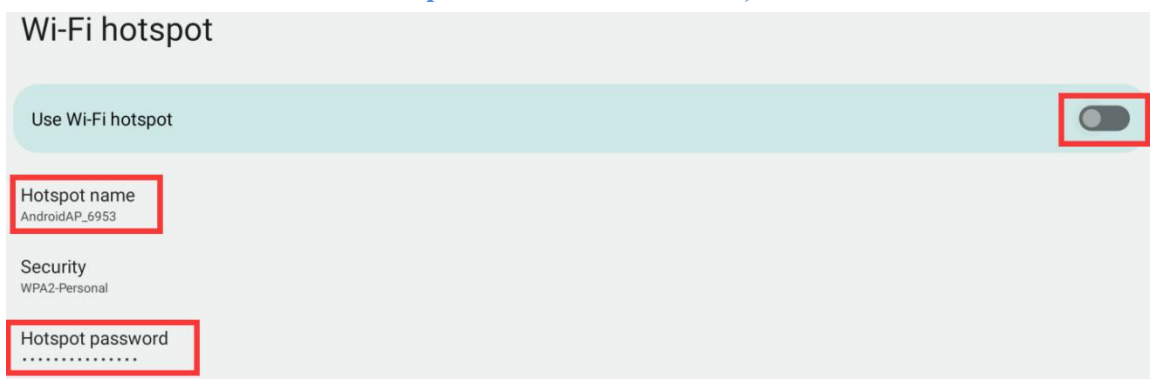 Wi-Fi hotspot
Use Wi-Fi hotspot
Hotspot name
AndroidAP_6953
Security
WPA2-Personal
Hotspot password
···············